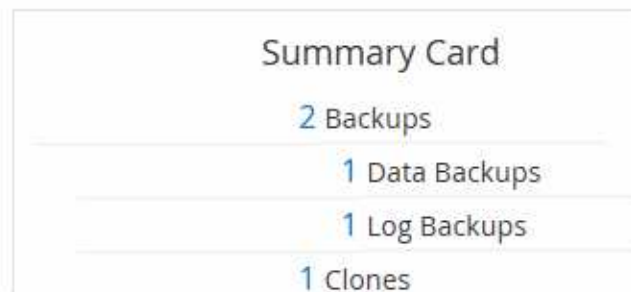 Summary Card
2 Backups
1 Data Backups
1 Log Backups
1 Clones